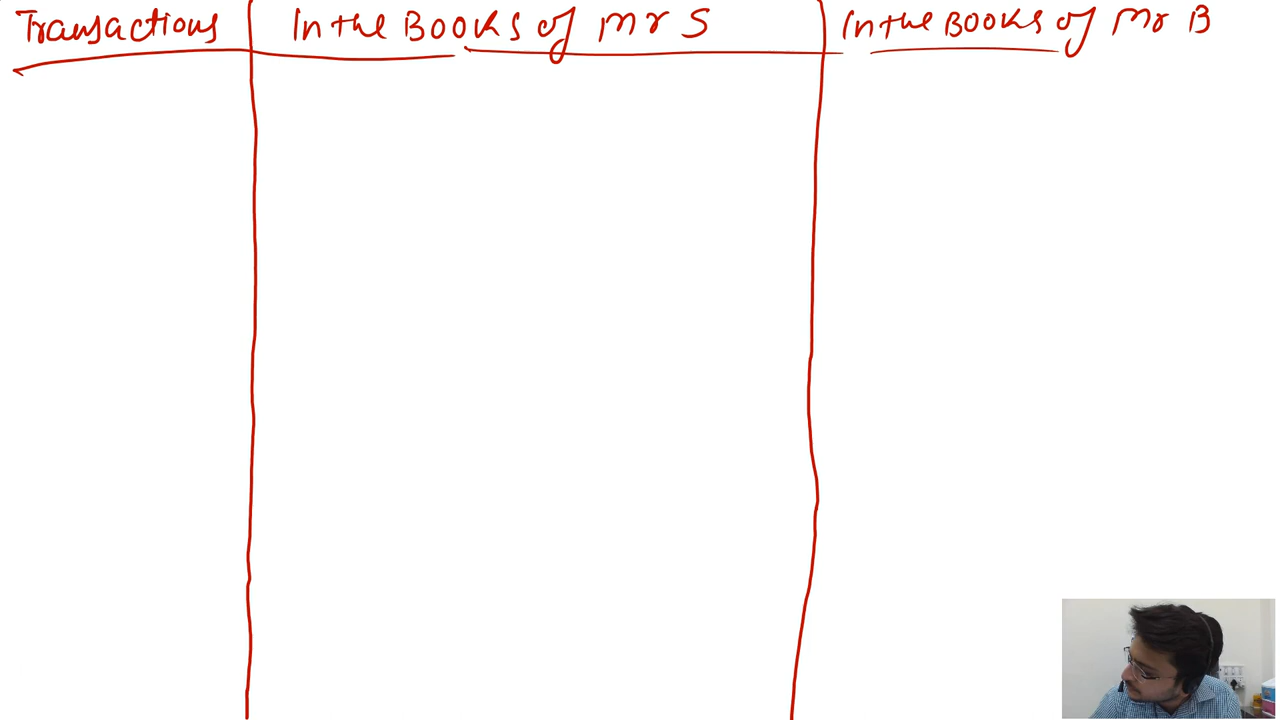 Transactions
In the Books of Mr S
In the Books of Mr B